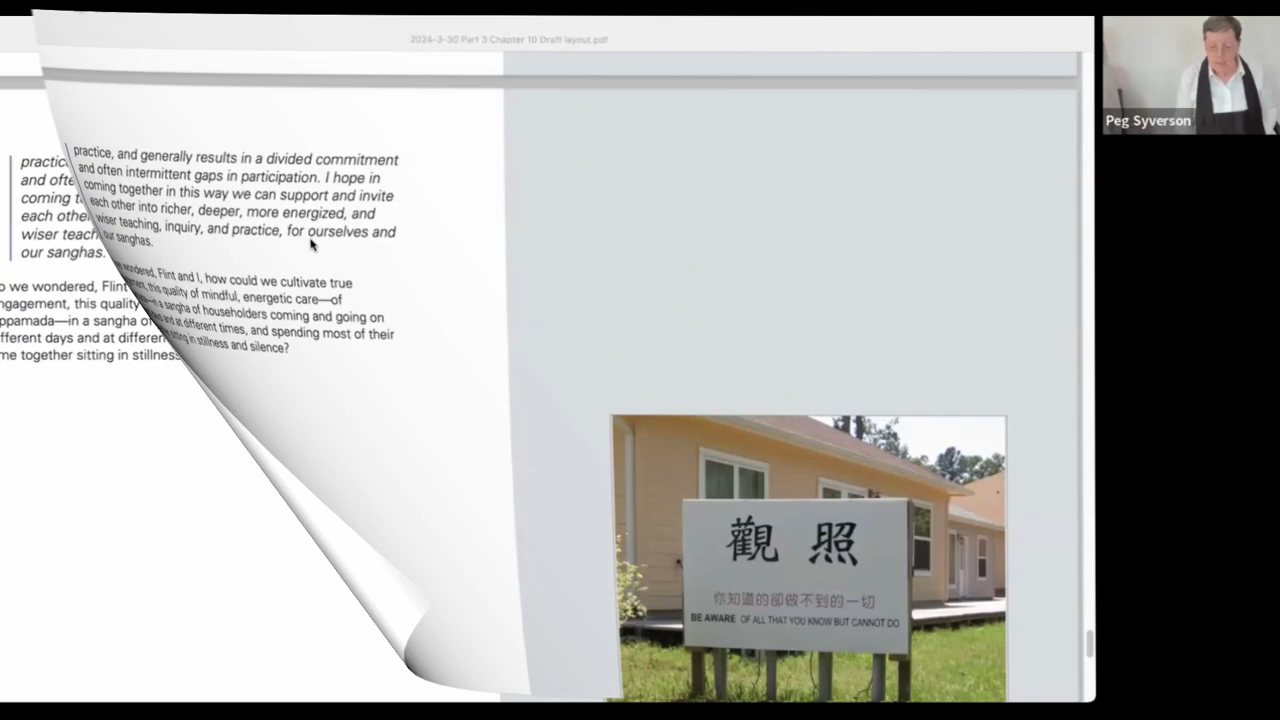 2024-3-30 Part 3 Chapter 10 Draft layout.pdf
Peg Syverson
practice, and generally results in a divided commitment
and often intermittent gaps in participation. I hope in
coming together in this way we can support and invite
each other into richer, deeper, more energized, and
wiser teaching, inquiry, and practice, for ourselves and
our sanghas.
wondered, Flint and I, how could we cultivate true
this quality of mindful, energetic care—of
in a sangha of householders coming and going on
and at different times, and spending most of their
sitting in stillness and silence?
practic
and ofte
coming t
each other
wiser teach
our sanghas.
o we wondered, Flint
ngagement, this quality
ppamada—in a sangha of
fferent days and at differen
me together sitting in stillness
觀 照
你知道的卻做不到的一切
BE AWARE OF ALL THAT YOU KNOW BUT CANNOT DO